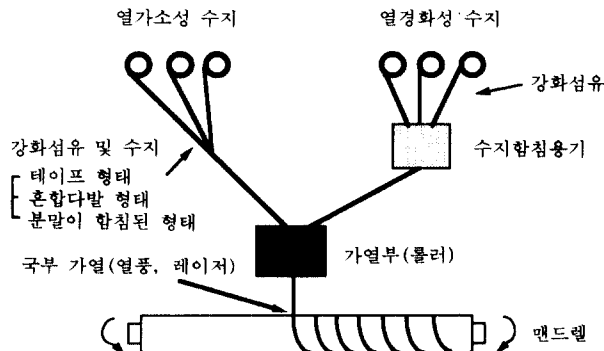 열가소성 수지
열경화성 수지
강화섬유
강화섬유 및 수지
테이프 형태
혼합다발 형태
분말이 함침된 형태
수지함침용기
가열부(롤러)
국부 가열(열풍, 레이저)
맨드렐